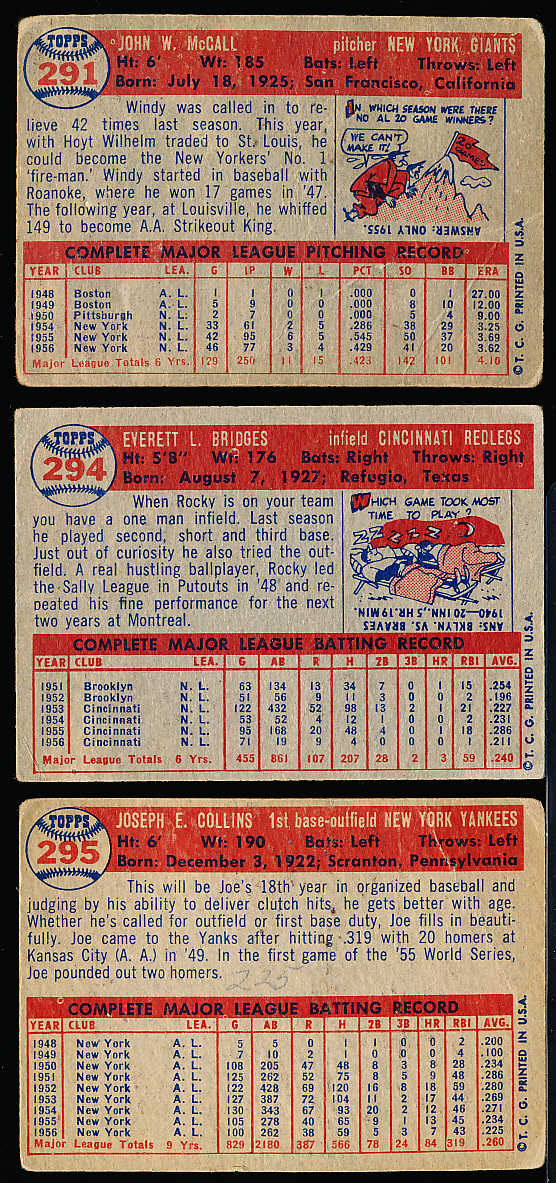 TOPPS
291
JOHN W. McCALL pitcher NEW YORK GIANTS
Ht: 6' Wt: 185 Bats: Left Throws: Left
Born: July 18, 1925; San Francisco, California
Windy was called in to re-
lieve 42 times last season. This year,
with Hoyt Wilhelm traded to St. Louis, he
could become the New Yorkers' No. 1
'fire-man.' Windy started in baseball with
Roanoke, where he won 17 games in '47.
The following year, at Louisville, he whiffed
149 to become A.A. Strikeout King.
IN WHICH SEASON WERE THERE
NO AL 20 GAME WINNERS?
WE CAN'T
MAKE IT!
20
GAMES
ANSWER: ONLY 1955.
COMPLETE MAJOR LEAGUE PITCHING RECORD
YEAR CLUB LEA. G IP W L PCT SO BB ERA
1948 Boston A. L. 1 1 0 1 .000 0 1 27.00
1949 Boston A. L. 5 9 0 0 .000 8 10 12.00
1950 Pittsburgh N. L. 2 7 0 0 .000 5 4 9.00
1954 New York N. L. 33 61 2 5 .286 38 29 3.25
1955 New York N. L. 42 95 6 5 .545 50 37 3.69
1956 New York N. L. 46 77 3 4 .429 41 20 3.62
Major League Totals 6 Yrs. 129 250 11 15 .423 142 101 4.10
© T. C. G. PRINTED IN U.S.A.
TOPPS
294
EVERETT L. BRIDGES infield CINCINNATI REDLEGS
Ht: 5'8" Wt: 176 Bats: Right Throws: Right
Born: August 7, 1927; Refugio, Texas
When Rocky is on your team
you have a one man infield. Last season
he played second, short and third base.
Just out of curiosity he also tried the out-
field. A real hustling ballplayer, Rocky led
the Sally League in Putouts in '48 and re-
peated his fine performance for the next
two years at Montreal.
WHICH GAME TOOK MOST
TIME TO PLAY?
ZZZ ZZZ
ANS: BKLYN. VS. BRAVES
1940—20 INN., 5 HR. 19 MIN.
COMPLETE MAJOR LEAGUE BATTING RECORD
YEAR CLUB LEA. G AB R H 2B 3B HR RBI AVG.
1951 Brooklyn N. L. 63 134 13 34 7 0 1 15 .254
1952 Brooklyn N. L. 51 56 9 11 3 0 0 2 .196
1953 Cincinnati N. L. 122 432 52 98 13 2 1 21 .227
1954 Cincinnati N. L. 53 52 4 12 1 0 0 2 .231
1955 Cincinnati N. L. 95 168 20 48 4 0 1 18 .286
1956 Cincinnati N. L. 71 19 9 4 0 0 0 1 .211
Major League Totals 6 Yrs. 455 861 107 207 28 2 3 59 .240
© T. C. G. PRINTED IN U.S.A.
TOPPS
295
JOSEPH E. COLLINS 1st base-outfield NEW YORK YANKEES
Ht: 6' Wt: 190 Bats: Left Throws: Left
Born: December 3, 1922; Scranton, Pennsylvania
This will be Joe's 18th year in organized baseball and
judging by his ability to deliver clutch hits, he gets better with age.
Whether he's called for outfield or first base duty, Joe fills in beauti-
fully. Joe came to the Yanks after hitting .319 with 20 homers at
Kansas City (A. A.) in '49. In the first game of the '55 World Series,
Joe pounded out two homers.
225
COMPLETE MAJOR LEAGUE BATTING RECORD
YEAR CLUB LEA. G AB R H 2B 3B HR RBI AVG.
1948 New York A. L. 5 5 0 1 1 0 0 2 .200
1949 New York A. L. 7 10 2 1 0 0 0 4 .100
1950 New York A. L. 108 205 47 48 8 3 8 28 .234
1951 New York A. L. 125 262 52 75 8 5 9 48 .286
1952 New York A. L. 122 428 69 120 16 8 18 59 .280
1953 New York A. L. 127 387 72 104 11 2 17 44 .269
1954 New York A. L. 130 343 67 93 20 2 12 46 .271
1955 New York A. L. 105 278 40 65 9 1 13 45 .234
1956 New York A. L. 100 262 38 59 5 3 7 43 .225
Major League Totals 9 Yrs. 829 2180 387 566 78 24 84 319 .260
© T. C. G. PRINTED IN U.S.A.